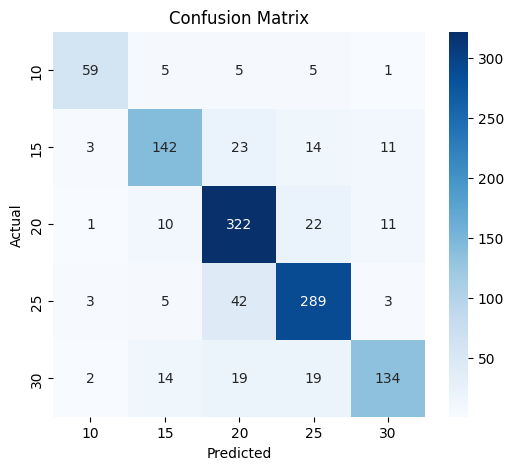 Confusion Matrix
Actual
10 59 5 5 5 1
15 3 142 23 14 11
20 1 10 322 22 11
25 3 5 42 289 3
30 2 14 19 19 134
10 15 20 25 30
Predicted
300
250
200
150
100
50